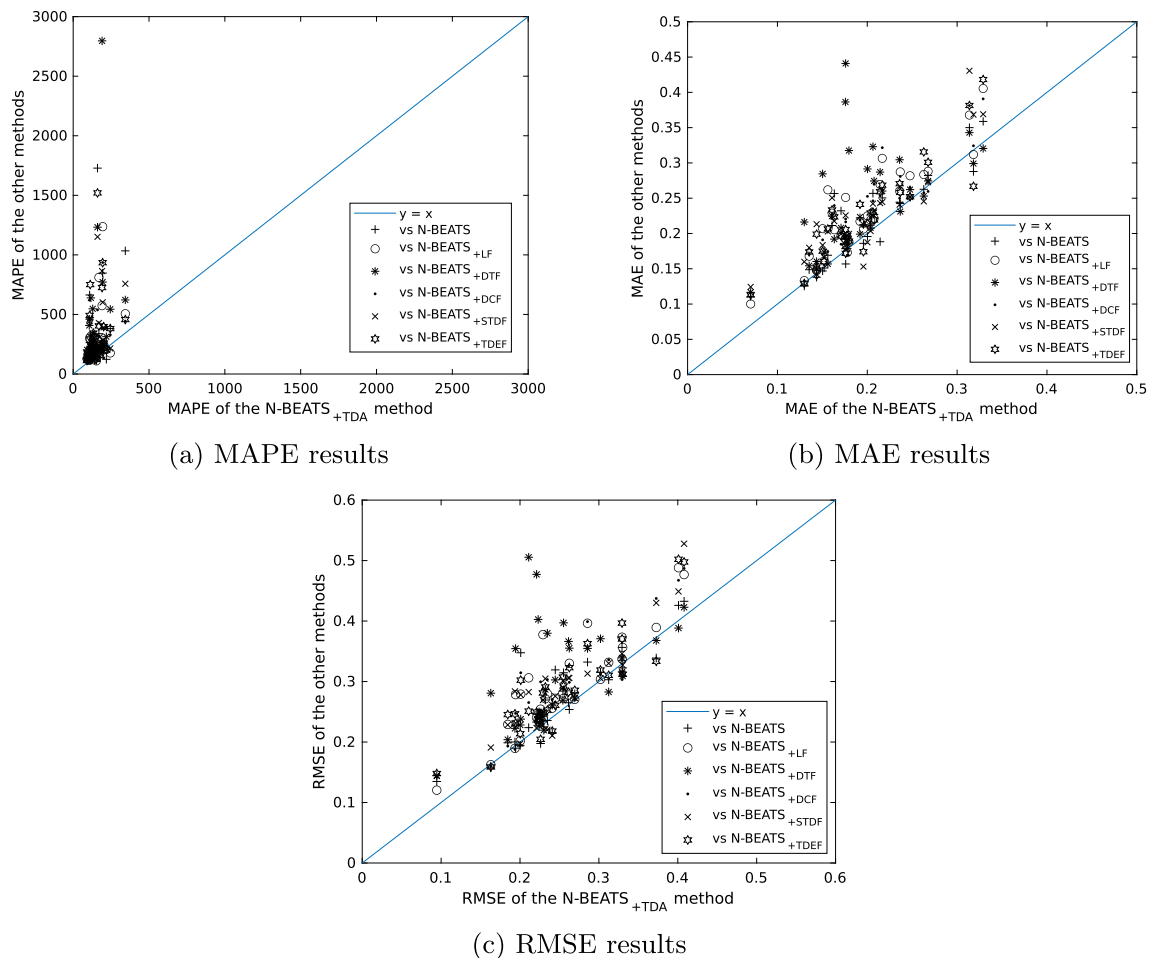 3000
2500
2000
1500
1000
500
0
MAPE of the other methods
y = x
vs N-BEATS
vs N-BEATS +LF
vs N-BEATS +DTF
vs N-BEATS +DCF
vs N-BEATS +STDF
vs N-BEATS +TDEF
0 500 1000 1500 2000 2500 3000
MAPE of the N-BEATS +TDA method
(a) MAPE results
0.5
0.45
0.4
0.35
0.3
0.25
0.2
0.15
0.1
0.05
0
MAE of the other methods
y = x
vs N-BEATS
vs N-BEATS +LF
vs N-BEATS +DTF
vs N-BEATS +DCF
vs N-BEATS +STDF
vs N-BEATS +TDEF
0 0.1 0.2 0.3 0.4 0.5
MAE of the N-BEATS +TDA method
(b) MAE results
0.6
0.5
0.4
0.3
0.2
0.1
0
RMSE of the other methods
y = x
vs N-BEATS
vs N-BEATS +LF
vs N-BEATS +DTF
vs N-BEATS +DCF
vs N-BEATS +STDF
vs N-BEATS +TDEF
0 0.1 0.2 0.3 0.4 0.5 0.6
RMSE of the N-BEATS +TDA method
(c) RMSE results